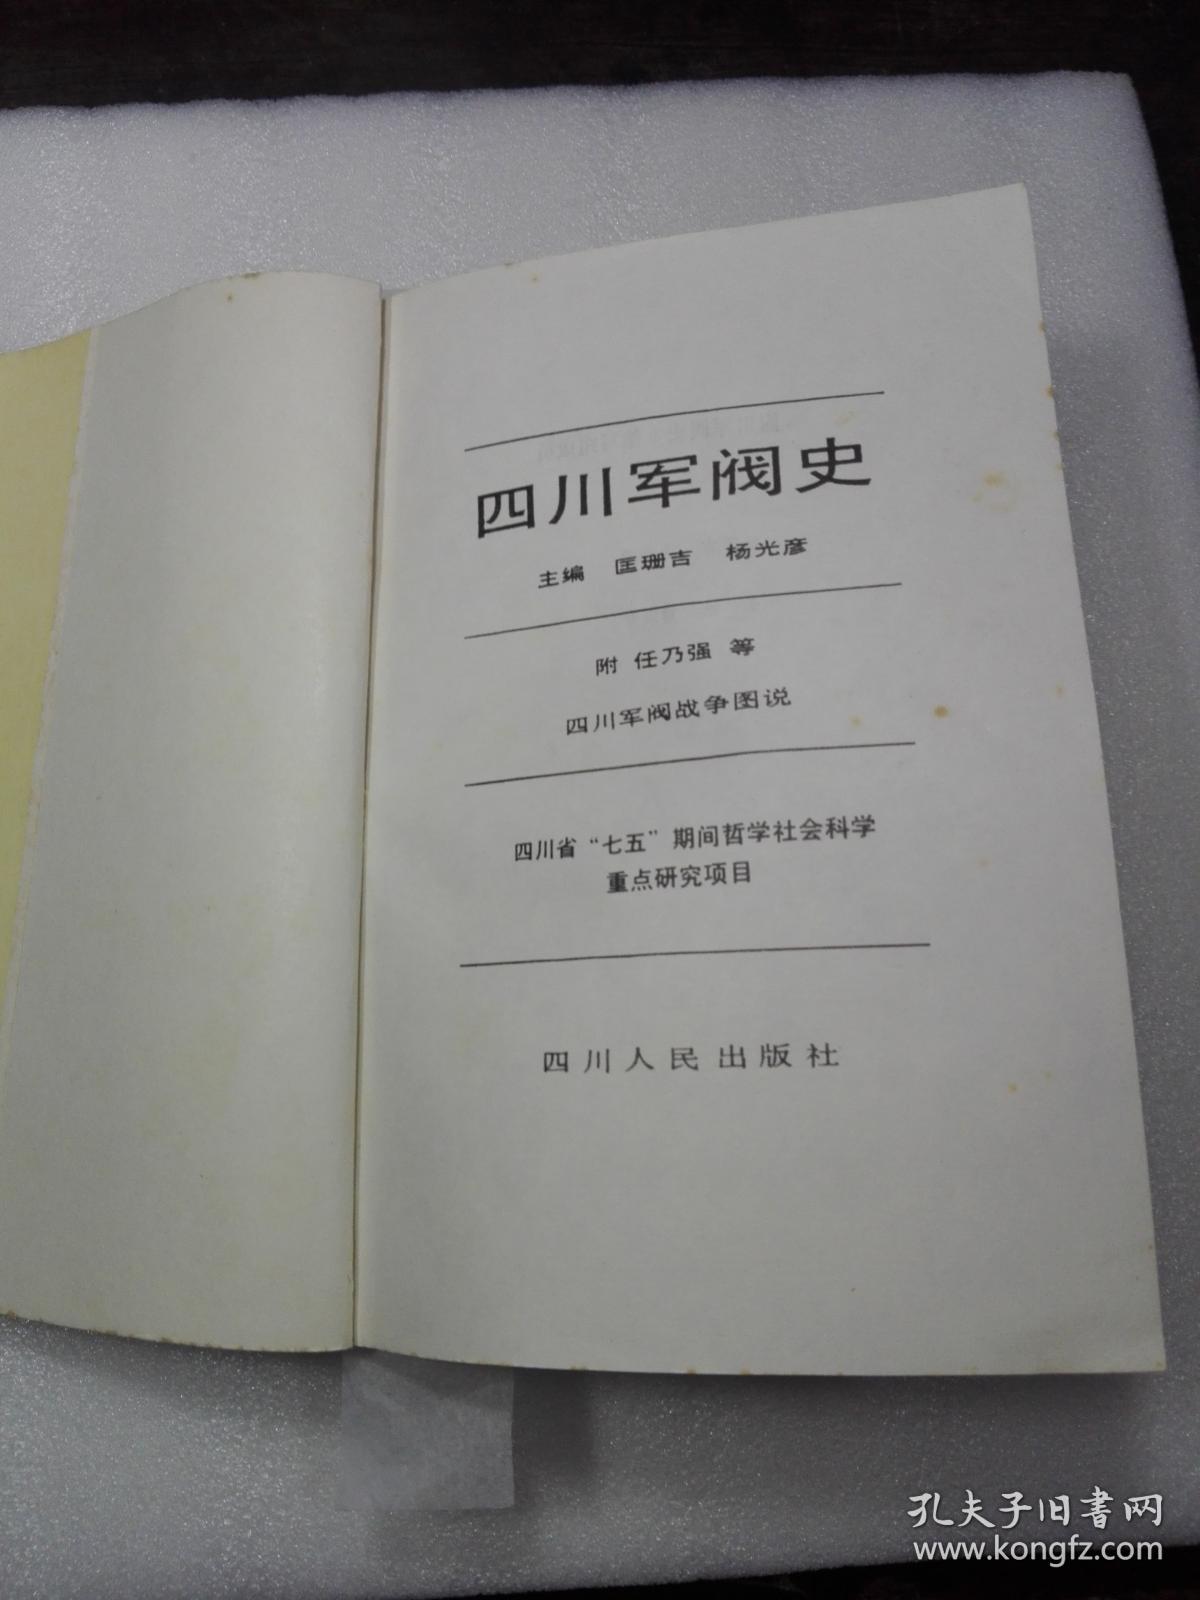 四川军阀史
主编 匡珊吉 杨光彦
附 任乃强 等
四川军阀战争图说
四川省“七五”期间哲学社会科学
重点研究项目
四川人民出版社
孔夫子旧书网
www.kongfz.com